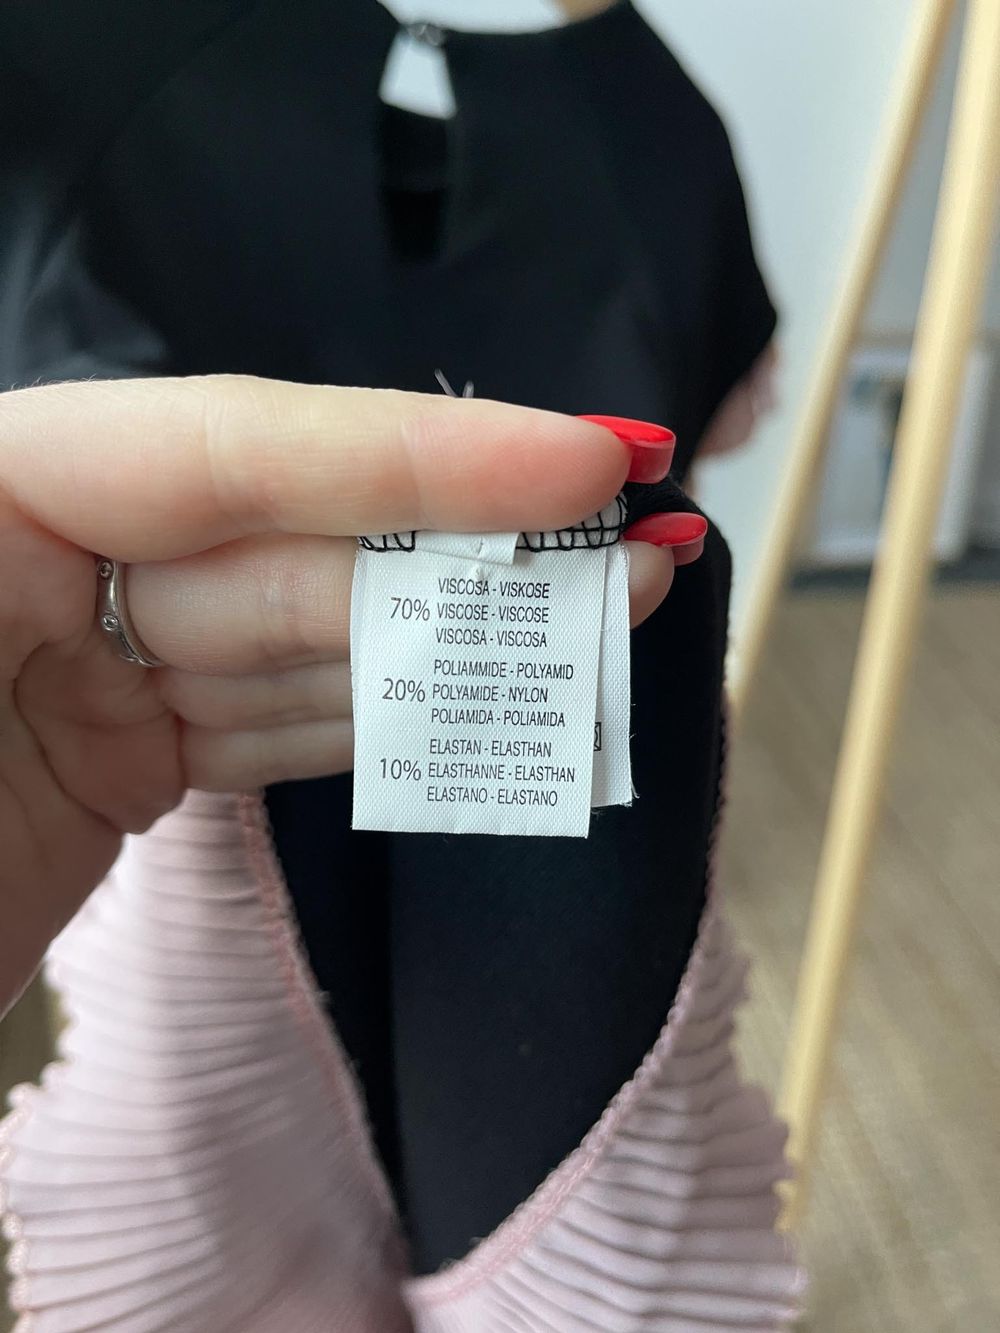 VISCOSA - VISKOSE
70% VISCOSE - VISCOSE
VISCOSA - VISCOSA
POLIAMMIDE - POLYAMID
20% POLYAMIDE - NYLON
POLIAMIDA - POLIAMIDA
ELASTAN - ELASTHAN
10% ELASTHANNE - ELASTHAN
ELASTANO - ELASTANO